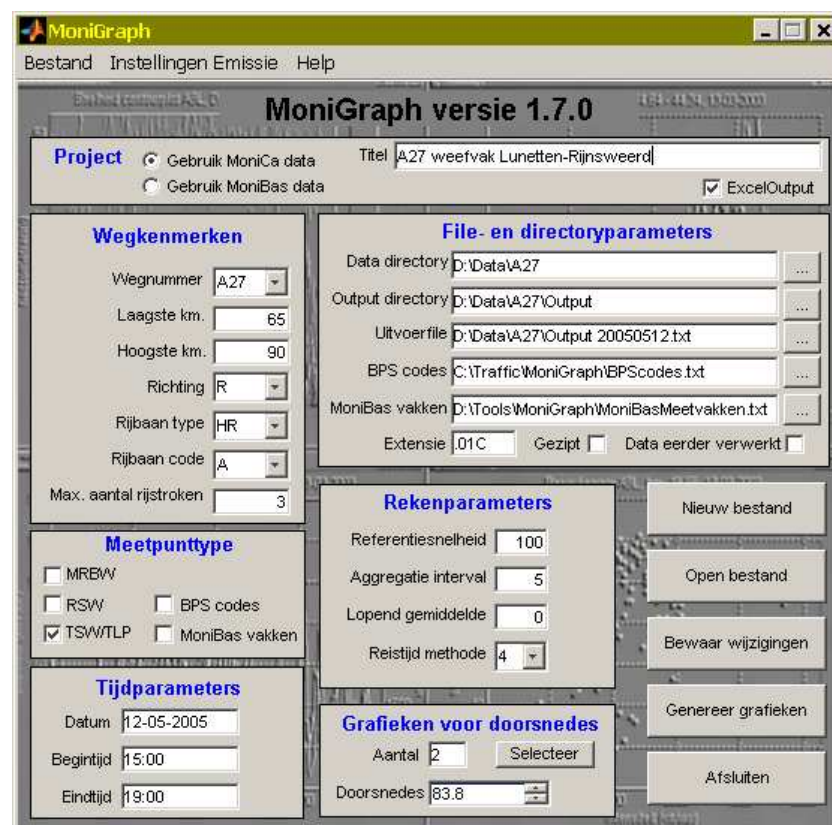 MoniGraph
Bestand Instellingen Emissie Help
MoniGraph versie 1.7.0
Project
Gebruik MoniCa data
Gebruik MoniBas data
Titel A27 weefvak Lunetten-Rijnsweerd
ExcelOutput
Wegkenmerken
Wegnummer A27
Laagste km. 65
Hoogste km. 90
Richting R
Rijbaan type HR
Rijbaan code A
Max. aantal rijstroken 3
File- en directoryparameters
Data directory D:\Data\A27 ...
Output directory D:\Data\A27\Output ...
Uitvoerfile D:\Data\A27\Output 20050512.txt ...
BPS codes C:\Traffic\MoniGraph\BPScodes.txt ...
MoniBas vakken D:\Tools\MoniGraph\MoniBasMeetvakken.txt ...
Extensie .01C Gezipt Data eerder verwerkt
Meetpunttype
MRBW
RSW BPS codes
TSW/TLP MoniBas vakken
Rekenparameters
Referentiesnelheid 100
Aggregatie interval 5
Lopend gemiddelde 0
Reistijd methode 4
Tijdparameters
Datum 12-05-2005
Begintijd 15:00
Eindtijd 19:00
Grafieken voor doorsnedes
Aantal 2 Selecteer
Doorsnedes 83.8
Nieuw bestand
Open bestand
Bewaar wijzigingen
Genereer grafieken
Afsluiten